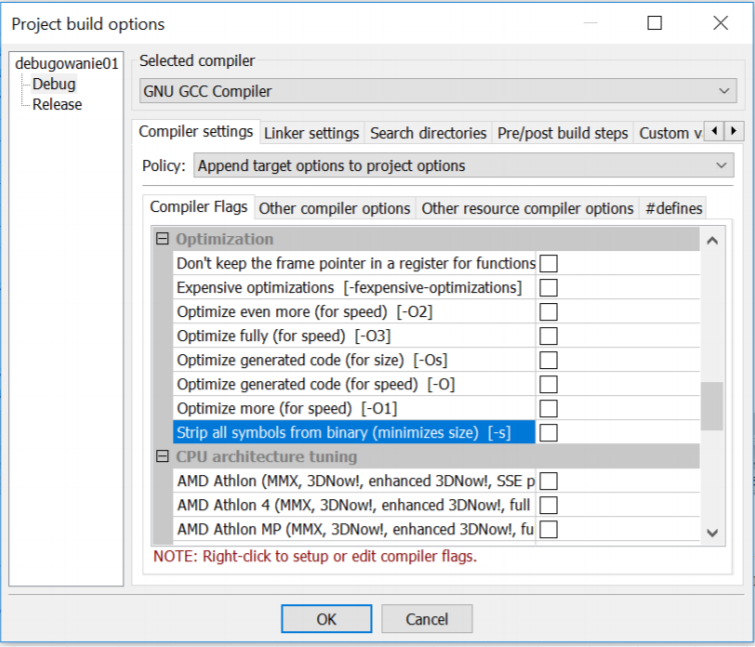 Project build options
debugowanie01
Debug
Release
Selected compiler
GNU GCC Compiler
Compiler settings Linker settings Search directories Pre/post build steps Custom v
Policy: Append target options to project options
Compiler Flags Other compiler options Other resource compiler options #defines
Optimization
Don't keep the frame pointer in a register for functions
Expensive optimizations [-fexpensive-optimizations]
Optimize even more (for speed) [-O2]
Optimize fully (for speed) [-O3]
Optimize generated code (for size) [-Os]
Optimize generated code (for speed) [-O]
Optimize more (for speed) [-O1]
Strip all symbols from binary (minimizes size) [-s]
CPU architecture tuning
AMD Athlon (MMX, 3DNow!, enhanced 3DNow!, SSE p
AMD Athlon 4 (MMX, 3DNow!, enhanced 3DNow!, full
AMD Athlon MP (MMX, 3DNow!, enhanced 3DNow!, fu
NOTE: Right-click to setup or edit compiler flags.
OK Cancel